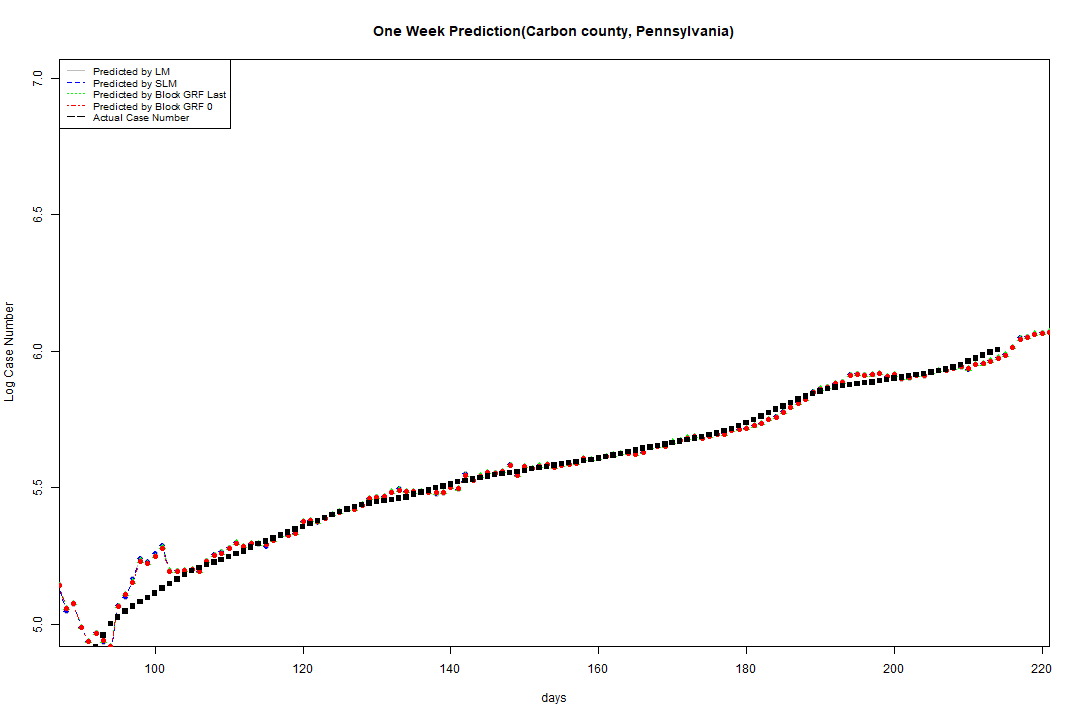 One Week Prediction(Carbon county, Pennsylvania)
Predicted by LM
Predicted by SLM
Predicted by Block GRF Last
Predicted by Block GRF 0
Actual Case Number
7.0
6.5
6.0
5.5
5.0
Log Case Number
100 120 140 160 180 200 220
days